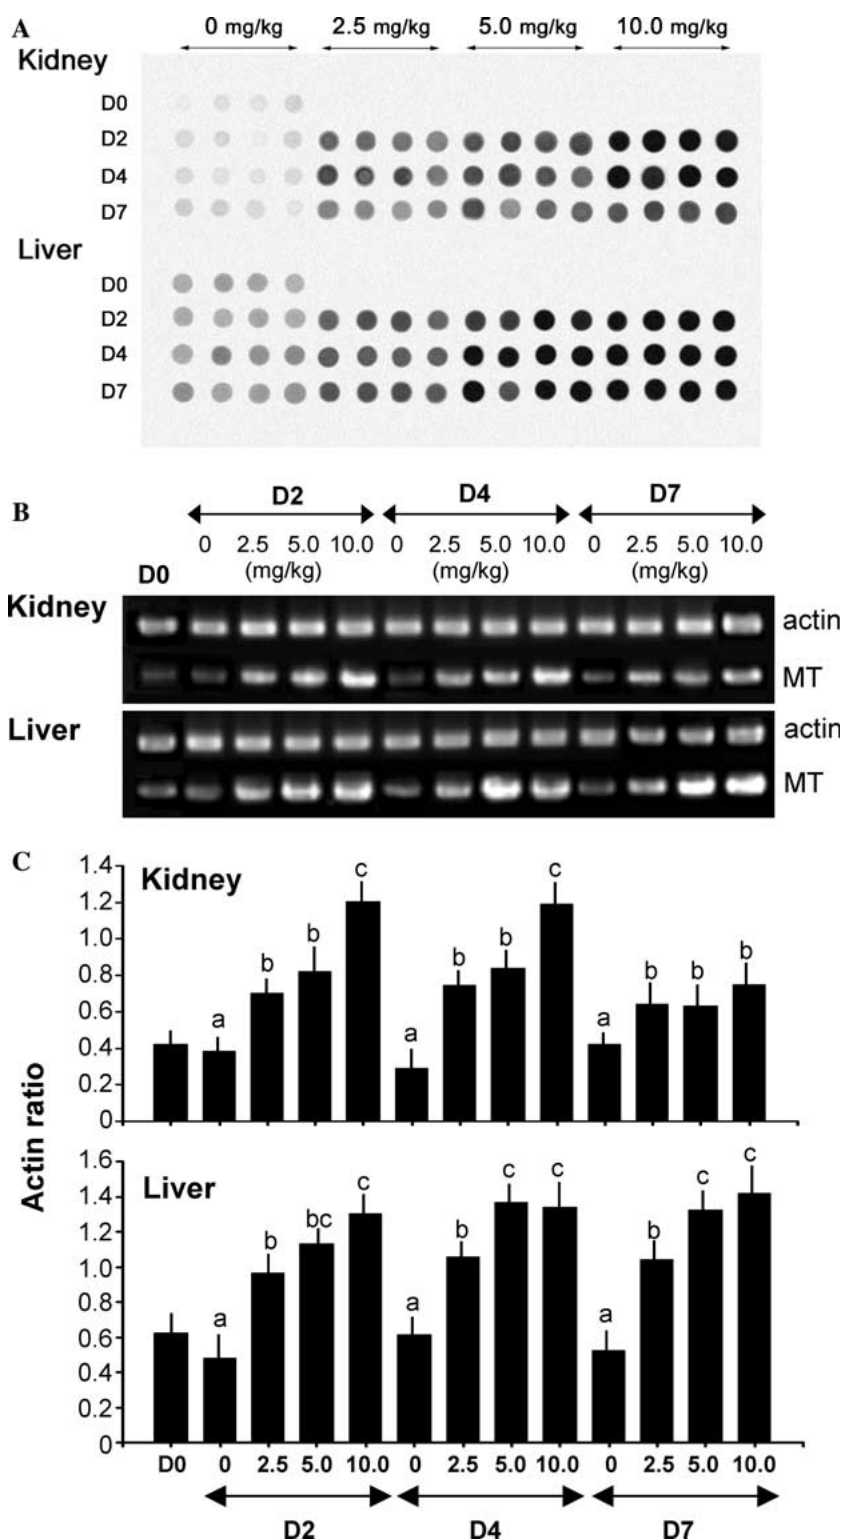 A
0 mg/kg 2.5 mg/kg 5.0 mg/kg 10.0 mg/kg
Kidney
D0
D2
D4
D7
Liver
D0
D2
D4
D7
B
D2 D4 D7
0 2.5 5.0 10.0 0 2.5 5.0 10.0 0 2.5 5.0 10.0
D0 (mg/kg) (mg/kg) (mg/kg)
Kidney actin
MT
Liver actin
MT
C
Actin ratio
Kidney
1.4
1.2
1.0
0.8
0.6
0.4
0.2
0
a b b c a b b c a b b b
Liver
1.6
1.4
1.2
1.0
0.8
0.6
0.4
0.2
0
a b bc c a b c c a b c c
D0 0 2.5 5.0 10.0 0 2.5 5.0 10.0 0 2.5 5.0 10.0
D2 D4 D7